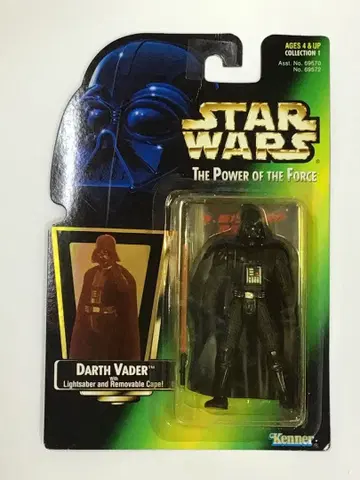 AGES 4 & UP
COLLECTION 1
Asst. No. 69570
No. 69572
STAR
WARS
THE POWER OF THE FORCE
DARTH VADER™
with
Lightsaber and Removable Cape!
Kenner